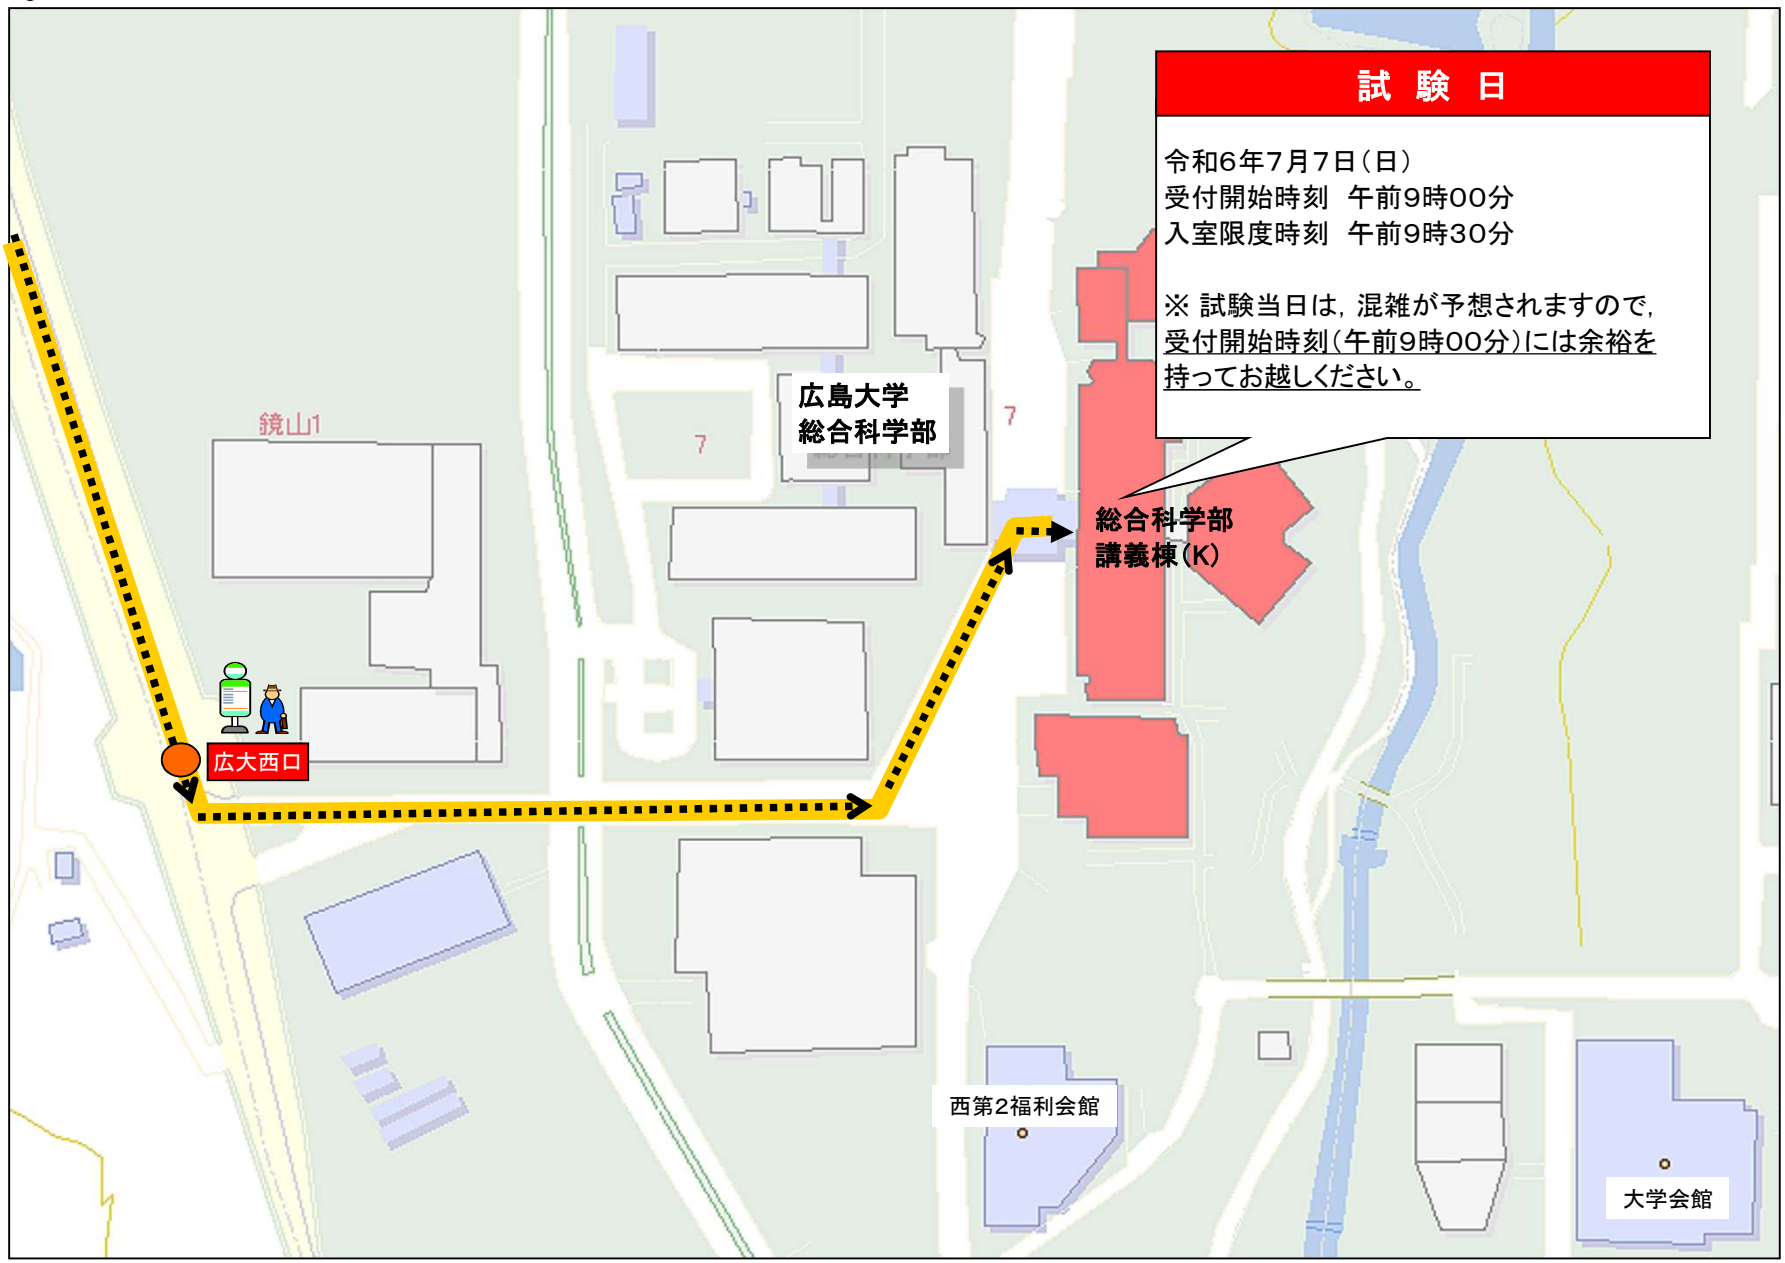 試 験 日
令和6年7月7日(日)
受付開始時刻 午前9時00分
入室限度時刻 午前9時30分
※ 試験当日は,混雑が予想されますので,
受付開始時刻(午前9時00分)には余裕を
持ってお越しください。
広島大学
総合科学部
鏡山1
7
7
総合科学部
講義棟(K)
広大西口
西第2福利会館
大学会館